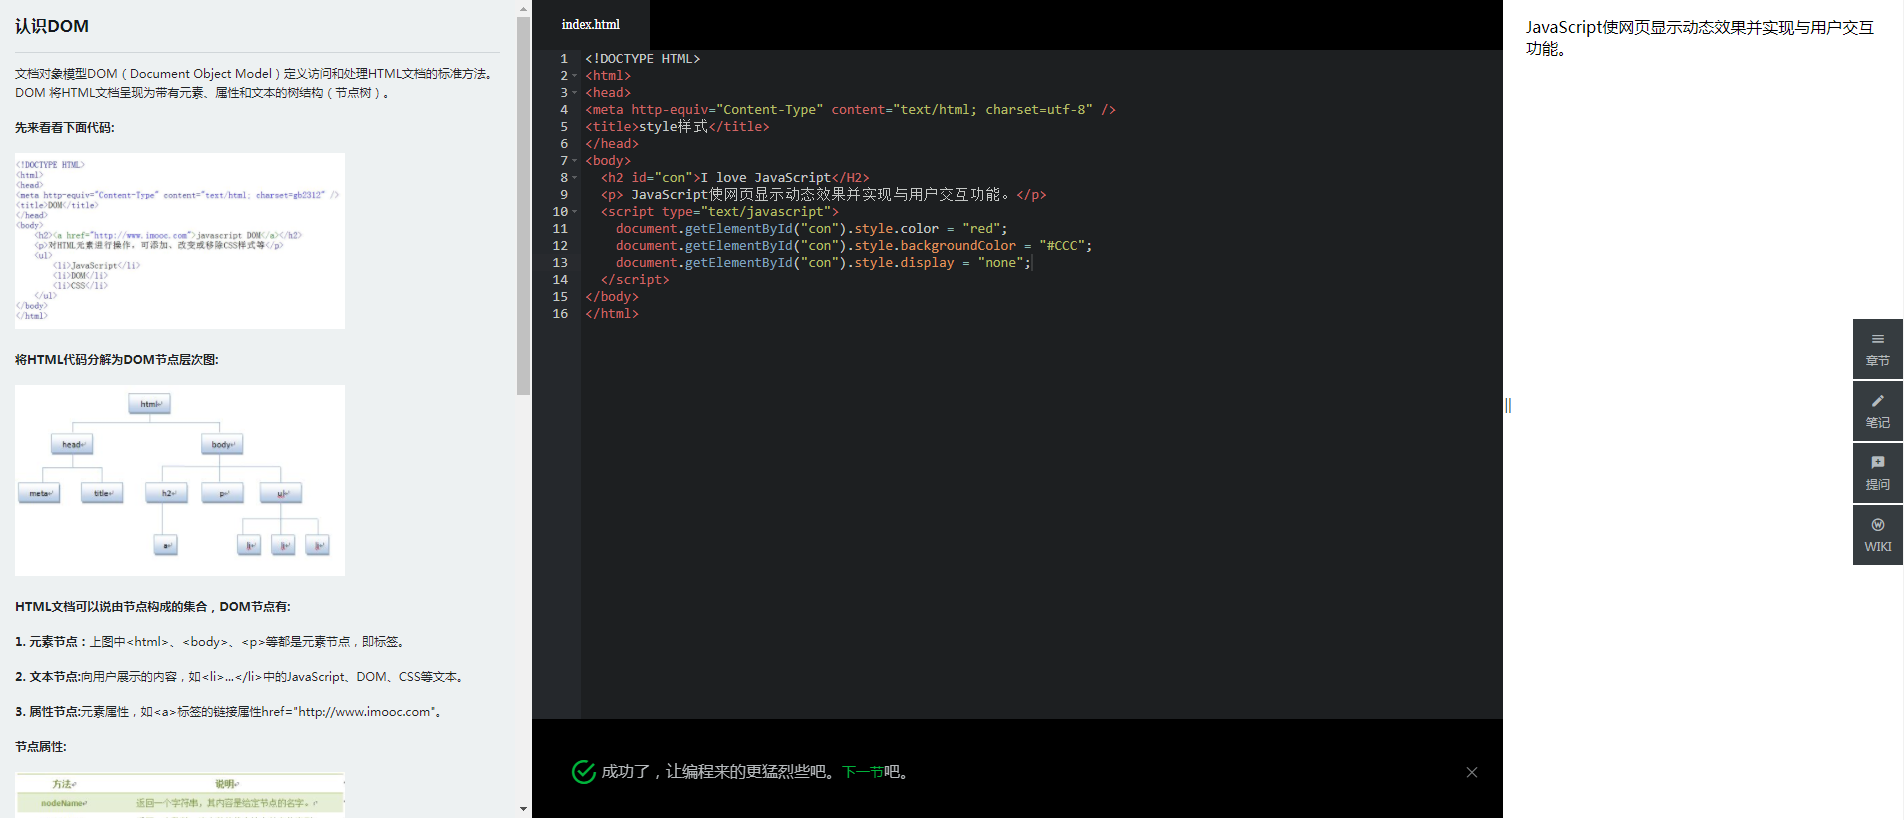 认识DOM
文档对象模型DOM（Document Object Model）定义访问和处理HTML文档的标准方法。
DOM 将HTML文档呈现为带有元素、属性和文本的树结构（节点树）。
先来看看下面代码:
<!DOCTYPE HTML>
<html>
<head>
<meta http-equiv="Content-Type" content="text/html; charset=gb2312" />
<title>DOM</title>
</head>
<body>
<h2><a href="http://www.imooc.com">javascript DOM</a></h2>
<p>对HTML元素进行操作，可添加、改变或移除CSS样式等</p>
<ul>
<li>JavaScript</li>
<li>DOM</li>
<li>CSS</li>
</ul>
</body>
</html>
将HTML代码分解为DOM节点层次图:
html
head body
meta title h2 p ul
a li li li
HTML文档可以说由节点构成的集合，DOM节点有:
1. 元素节点：上图中<html>、<body>、<p>等都是元素节点，即标签。
2. 文本节点:向用户展示的内容，如<li>...</li>中的JavaScript、DOM、CSS等文本。
3. 属性节点:元素属性，如<a>标签的链接属性href="http://www.imooc.com"。
节点属性:
方法 说明
nodeName 返回一个字符串，其内容是给定节点的名字。
index.html
1 <!DOCTYPE HTML>
2 <html>
3 <head>
4 <meta http-equiv="Content-Type" content="text/html; charset=utf-8" />
5 <title>style样式</title>
6 </head>
7 <body>
8 <h2 id="con">I love JavaScript</H2>
9 <p> JavaScript使网页显示动态效果并实现与用户交互功能。</p>
10 <script type="text/javascript">
11 document.getElementById("con").style.color = "red";
12 document.getElementById("con").style.backgroundColor = "#CCC";
13 document.getElementById("con").style.display = "none";
14 </script>
15 </body>
16 </html>
成功了，让编程来的更猛烈些吧。下一节吧。
JavaScript使网页显示动态效果并实现与用户交互
功能。
章节
笔记
提问
WIKI